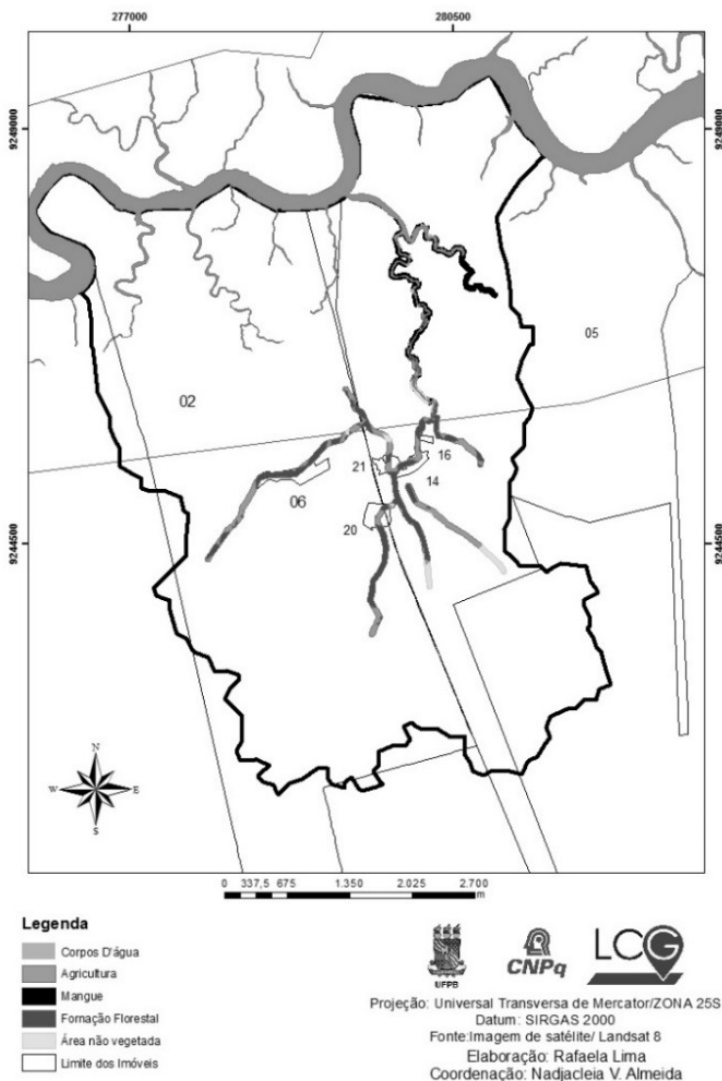 277000 280500
9249000 9249000
05
02
16
21
14
06
20
9244500 9244500
N
W E
S
0 337,5 675 1.350 2.025 2.700
m
Legenda
Corpos D'água
Agricultura
Mangue
Fornação Florestal
Área não vegetada
Limite dos Imóveis
UFPB
CNPq
LCG
Projeção: Universal Transversa de Mercator/ZONA 25S
Datum: SIRGAS 2000
Fonte:Imagem de satélite/ Landsat 8
Elaboração: Rafaela Lima
Coordenação: Nadjacleia V. Almeida